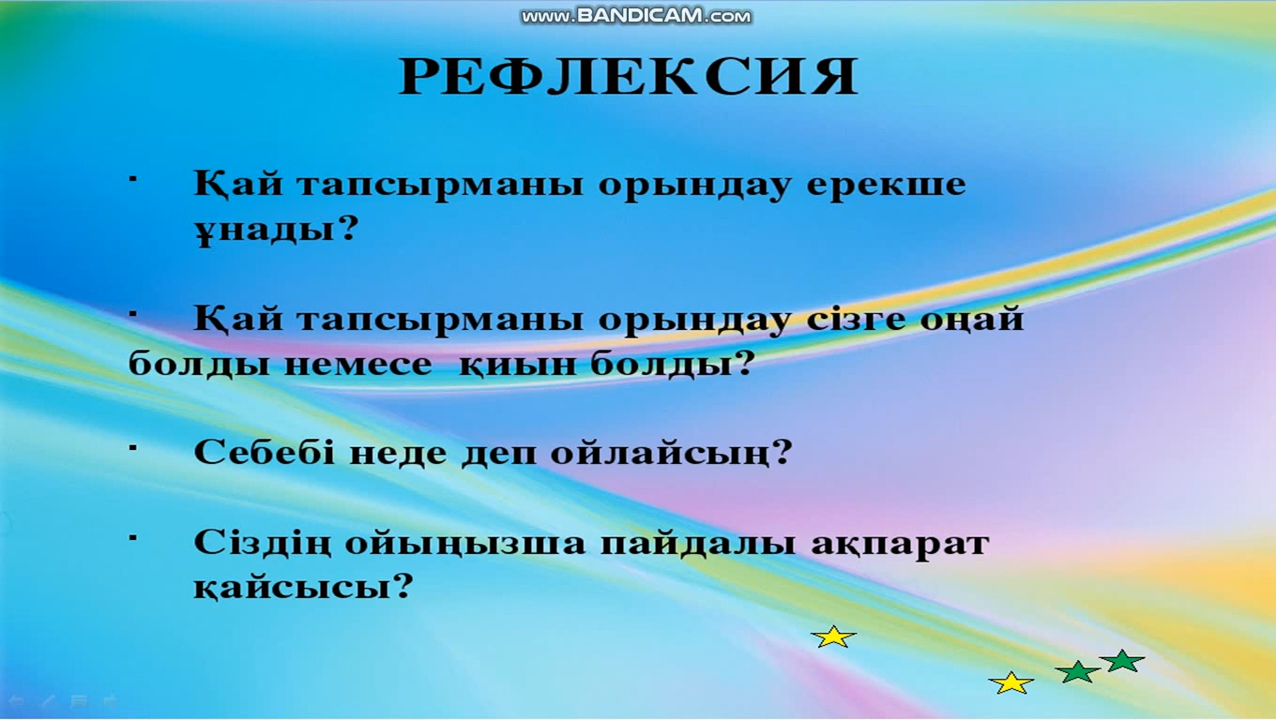 www.BANDICAM.com
РЕФЛЕКСИЯ
Қай тапсырманы орындау ерекше
ұнады?
Қай тапсырманы орындау сізге оңай
болды немесе қиын болды?
Себебі неде деп ойлайсың?
Сіздің ойыңызша пайдалы ақпарат
қайсысы?